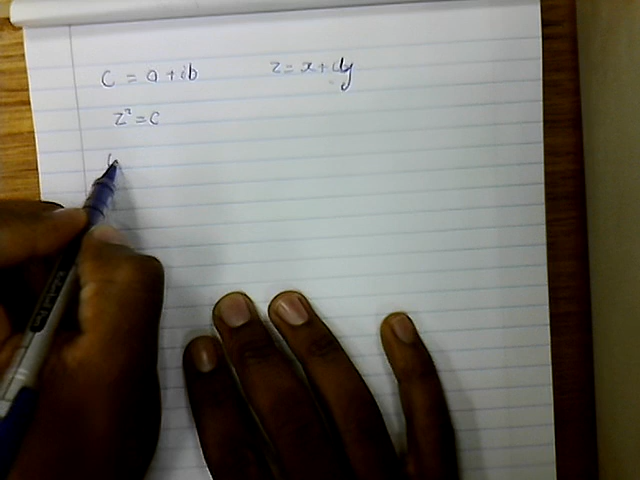 C = a + ib z = x + iy
z² = c
(